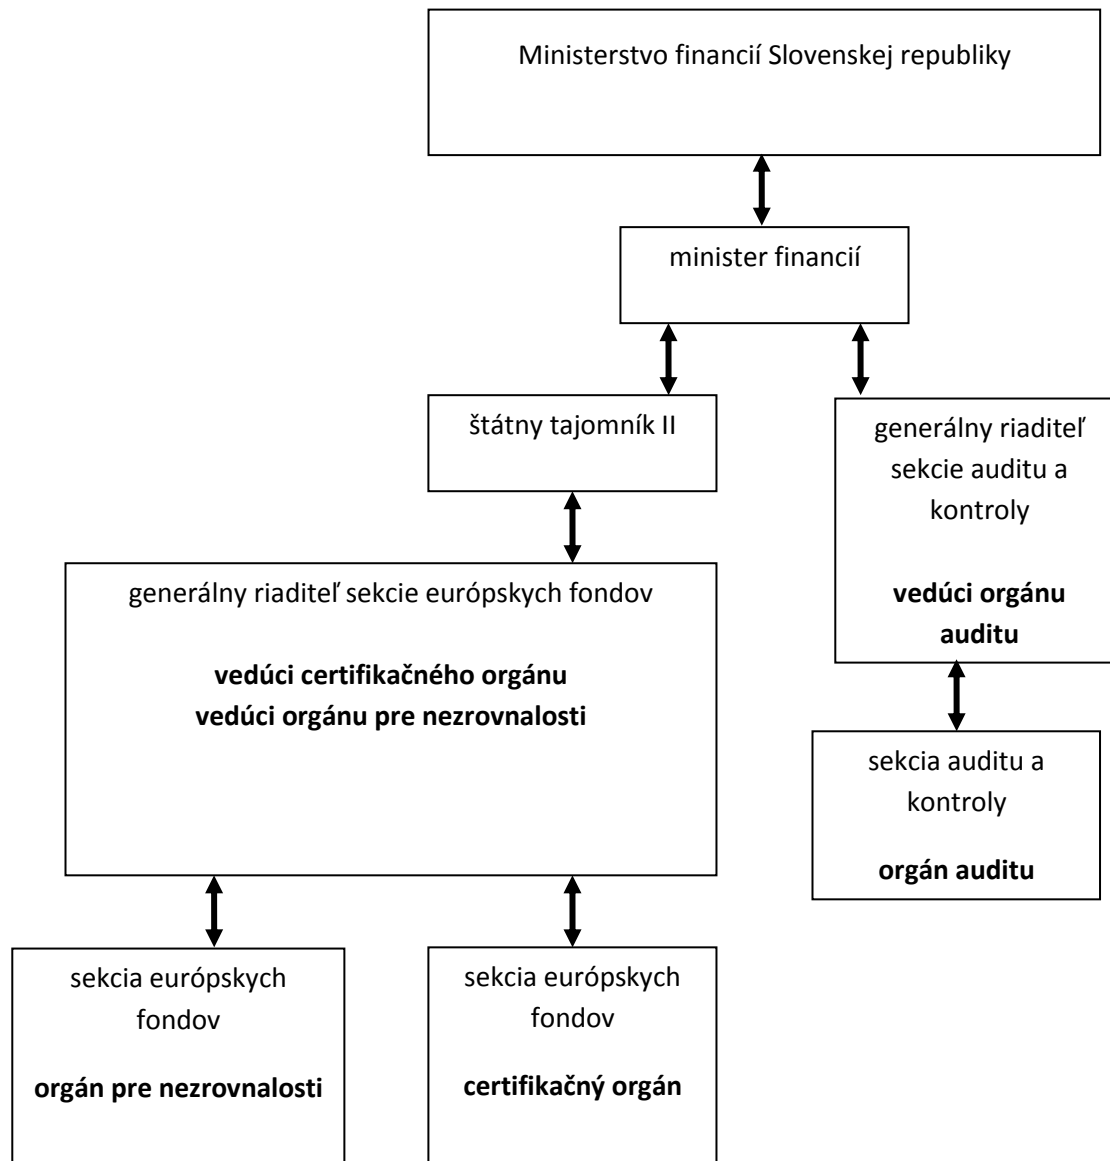 Ministerstvo financií Slovenskej republiky
minister financií
štátny tajomník II
generálny riaditeľ
sekcie auditu a
kontroly
vedúci orgánu
auditu
generálny riaditeľ sekcie európskych fondov
vedúci certifikačného orgánu
vedúci orgánu pre nezrovnalosti
sekcia auditu a
kontroly
orgán auditu
sekcia európskych
fondov
orgán pre nezrovnalosti
sekcia európskych
fondov
certifikačný orgán